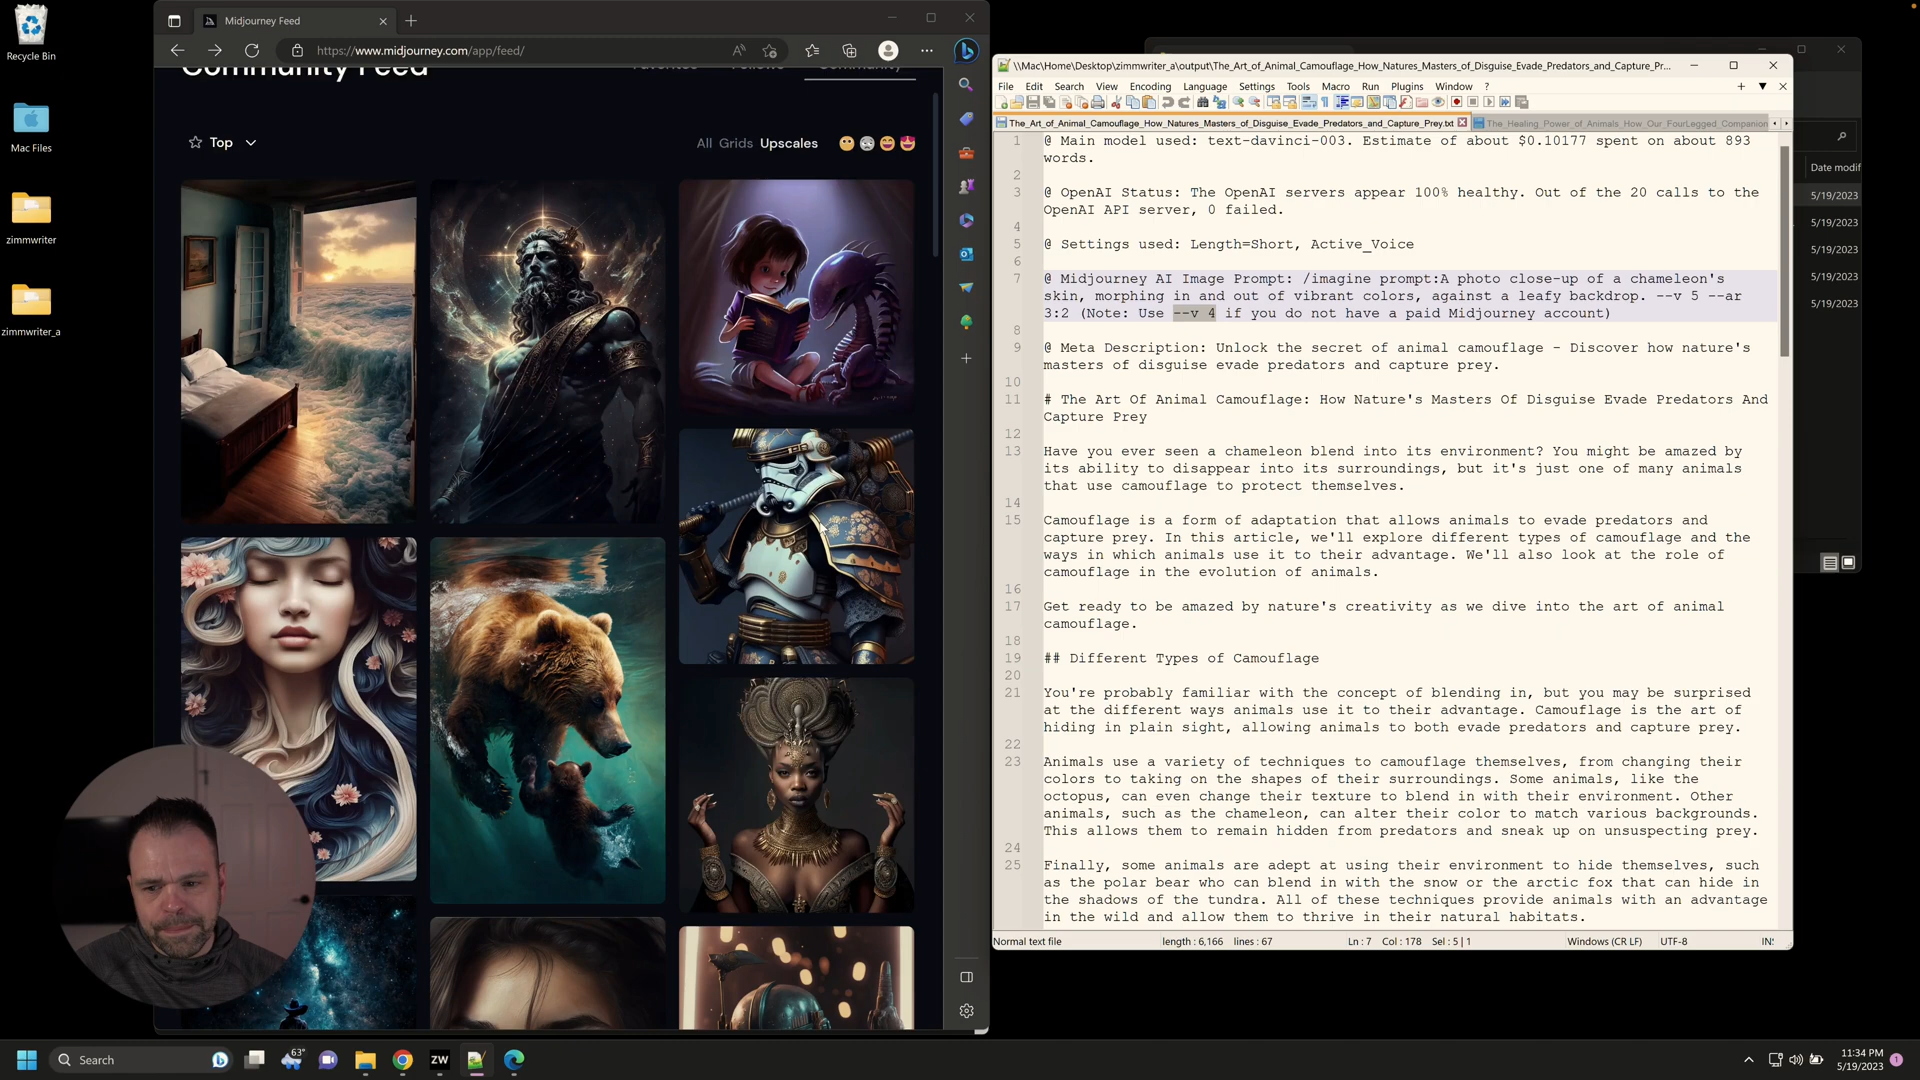 Recycle Bin
Mac Files
zimmwriter
zimmwriter_a
Midjourney Feed
https://www.midjourney.com/app/feed/
Community Feed
Favorites Follows Community
Top
All Grids Upscales
\\Mac\Home\Desktop\zimmwriter_a\output\The_Art_of_Animal_Camouflage_How_Natures_Masters_of_Disguise_Evade_Predators_and_Capture_Pr...
File Edit Search View Encoding Language Settings Tools Macro Run Plugins Window ?
The_Art_of_Animal_Camouflage_How_Natures_Masters_of_Disguise_Evade_Predators_and_Capture_Prey.txt
The_Healing_Power_of_Animals_How_Our_FourLegged_Companion
1 @ Main model used: text-davinci-003. Estimate of about $0.10177 spent on about 893
words.
2
3 @ OpenAI Status: The OpenAI servers appear 100% healthy. Out of the 20 calls to the
OpenAI API server, 0 failed.
4
5 @ Settings used: Length=Short, Active_Voice
6
7 @ Midjourney AI Image Prompt: /imagine prompt:A photo close-up of a chameleon's
skin, morphing in and out of vibrant colors, against a leafy backdrop. --v 5 --ar
3:2 (Note: Use --v 4 if you do not have a paid Midjourney account)
8
9 @ Meta Description: Unlock the secret of animal camouflage - Discover how nature's
masters of disguise evade predators and capture prey.
10
11 # The Art Of Animal Camouflage: How Nature's Masters Of Disguise Evade Predators And
Capture Prey
12
13 Have you ever seen a chameleon blend into its environment? You might be amazed by
its ability to disappear into its surroundings, but it's just one of many animals
that use camouflage to protect themselves.
14
15 Camouflage is a form of adaptation that allows animals to evade predators and
capture prey. In this article, we'll explore different types of camouflage and the
ways in which animals use it to their advantage. We'll also look at the role of
camouflage in the evolution of animals.
16
17 Get ready to be amazed by nature's creativity as we dive into the art of animal
camouflage.
18
19 ## Different Types of Camouflage
20
21 You're probably familiar with the concept of blending in, but you may be surprised
at the different ways animals use it to their advantage. Camouflage is the art of
hiding in plain sight, allowing animals to both evade predators and capture prey.
22
23 Animals use a variety of techniques to camouflage themselves, from changing their
colors to taking on the shapes of their surroundings. Some animals, like the
octopus, can even change their texture to blend in with their environment. Other
animals, such as the chameleon, can alter their color to match various backgrounds.
This allows them to remain hidden from predators and sneak up on unsuspecting prey.
24
25 Finally, some animals are adept at using their environment to hide themselves, such
as the polar bear who can blend in with the snow or the arctic fox that can hide in
the shadows of the tundra. All of these techniques provide animals with an advantage
in the wild and allow them to thrive in their natural habitats.
Normal text file length : 6,166 lines : 67 Ln : 7 Col : 178 Sel : 5 | 1 Windows (CR LF) UTF-8 INS
Date modif
5/19/2023
5/19/2023
5/19/2023
5/19/2023
5/19/2023
Search
63°
ZW
11:34 PM
5/19/2023
1